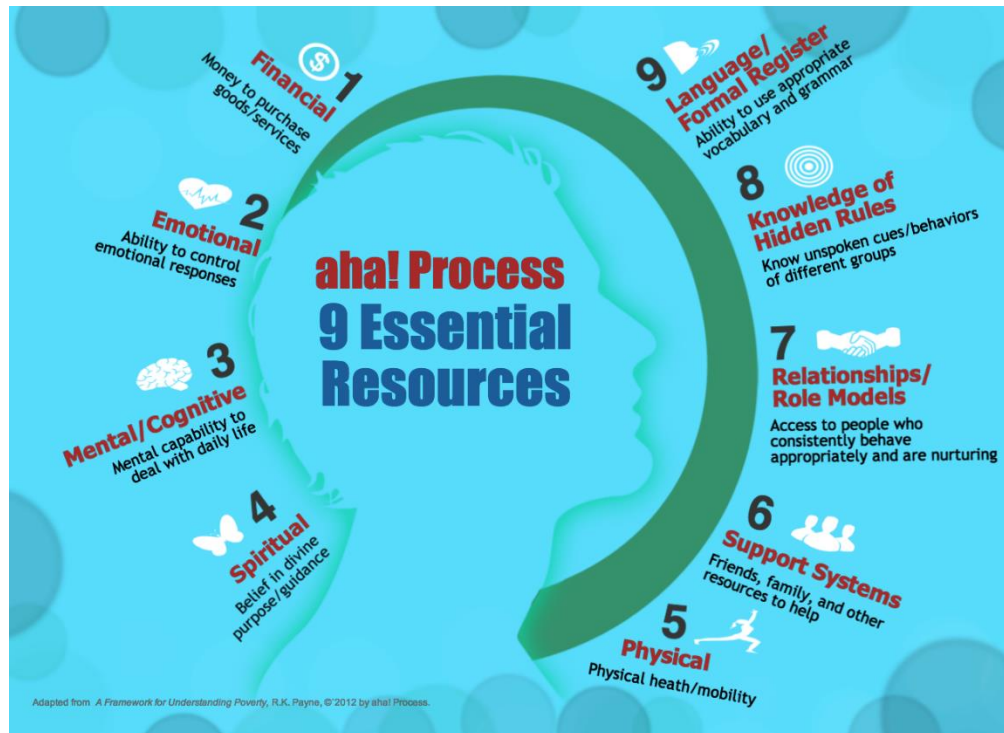 aha! Process
9 Essential
Resources
1
Financial
Money to purchase
goods/services
2
Emotional
Ability to control
emotional responses
3
Mental/Cognitive
Mental capability to
deal with daily life
4
Spiritual
Belief in divine
purpose/guidance
5
Physical
Physical heath/mobility
6
Support Systems
Friends, family, and other
resources to help
7
Relationships/
Role Models
Access to people who
consistently behave
appropriately and are nurturing
8
Knowledge of
Hidden Rules
Know unspoken cues/behaviors
of different groups
9
Language/
Formal Register
Ability to use appropriate
vocabulary and grammar
Adapted from A Framework for Understanding Poverty, R.K. Payne, © 2012 by aha! Process.